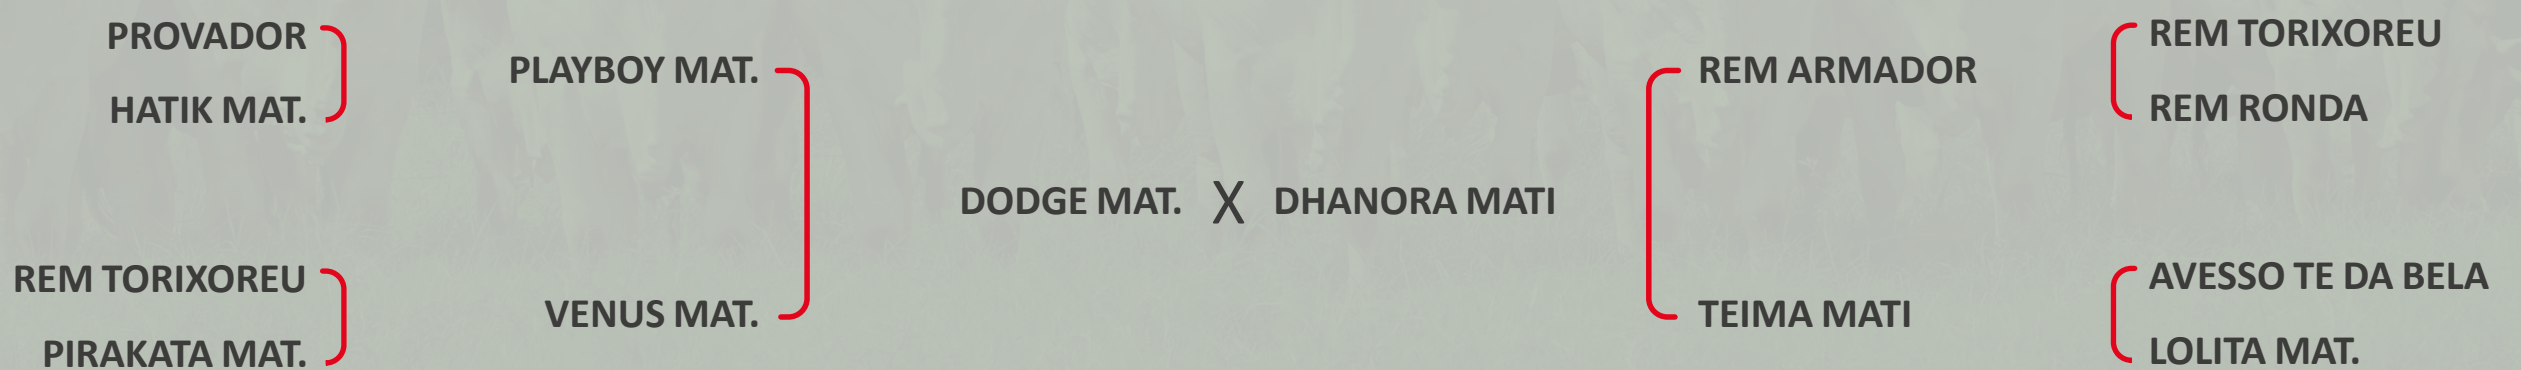 PROVADOR
HATIK MAT.
PLAYBOY MAT.
REM TORIXOREU
PIRAKATA MAT.
VENUS MAT.
DODGE MAT. X DHANORA MATI
REM ARMADOR
REM TORIXOREU
REM RONDA
TEIMA MATI
AVESSO TE DA BELA
LOLITA MAT.